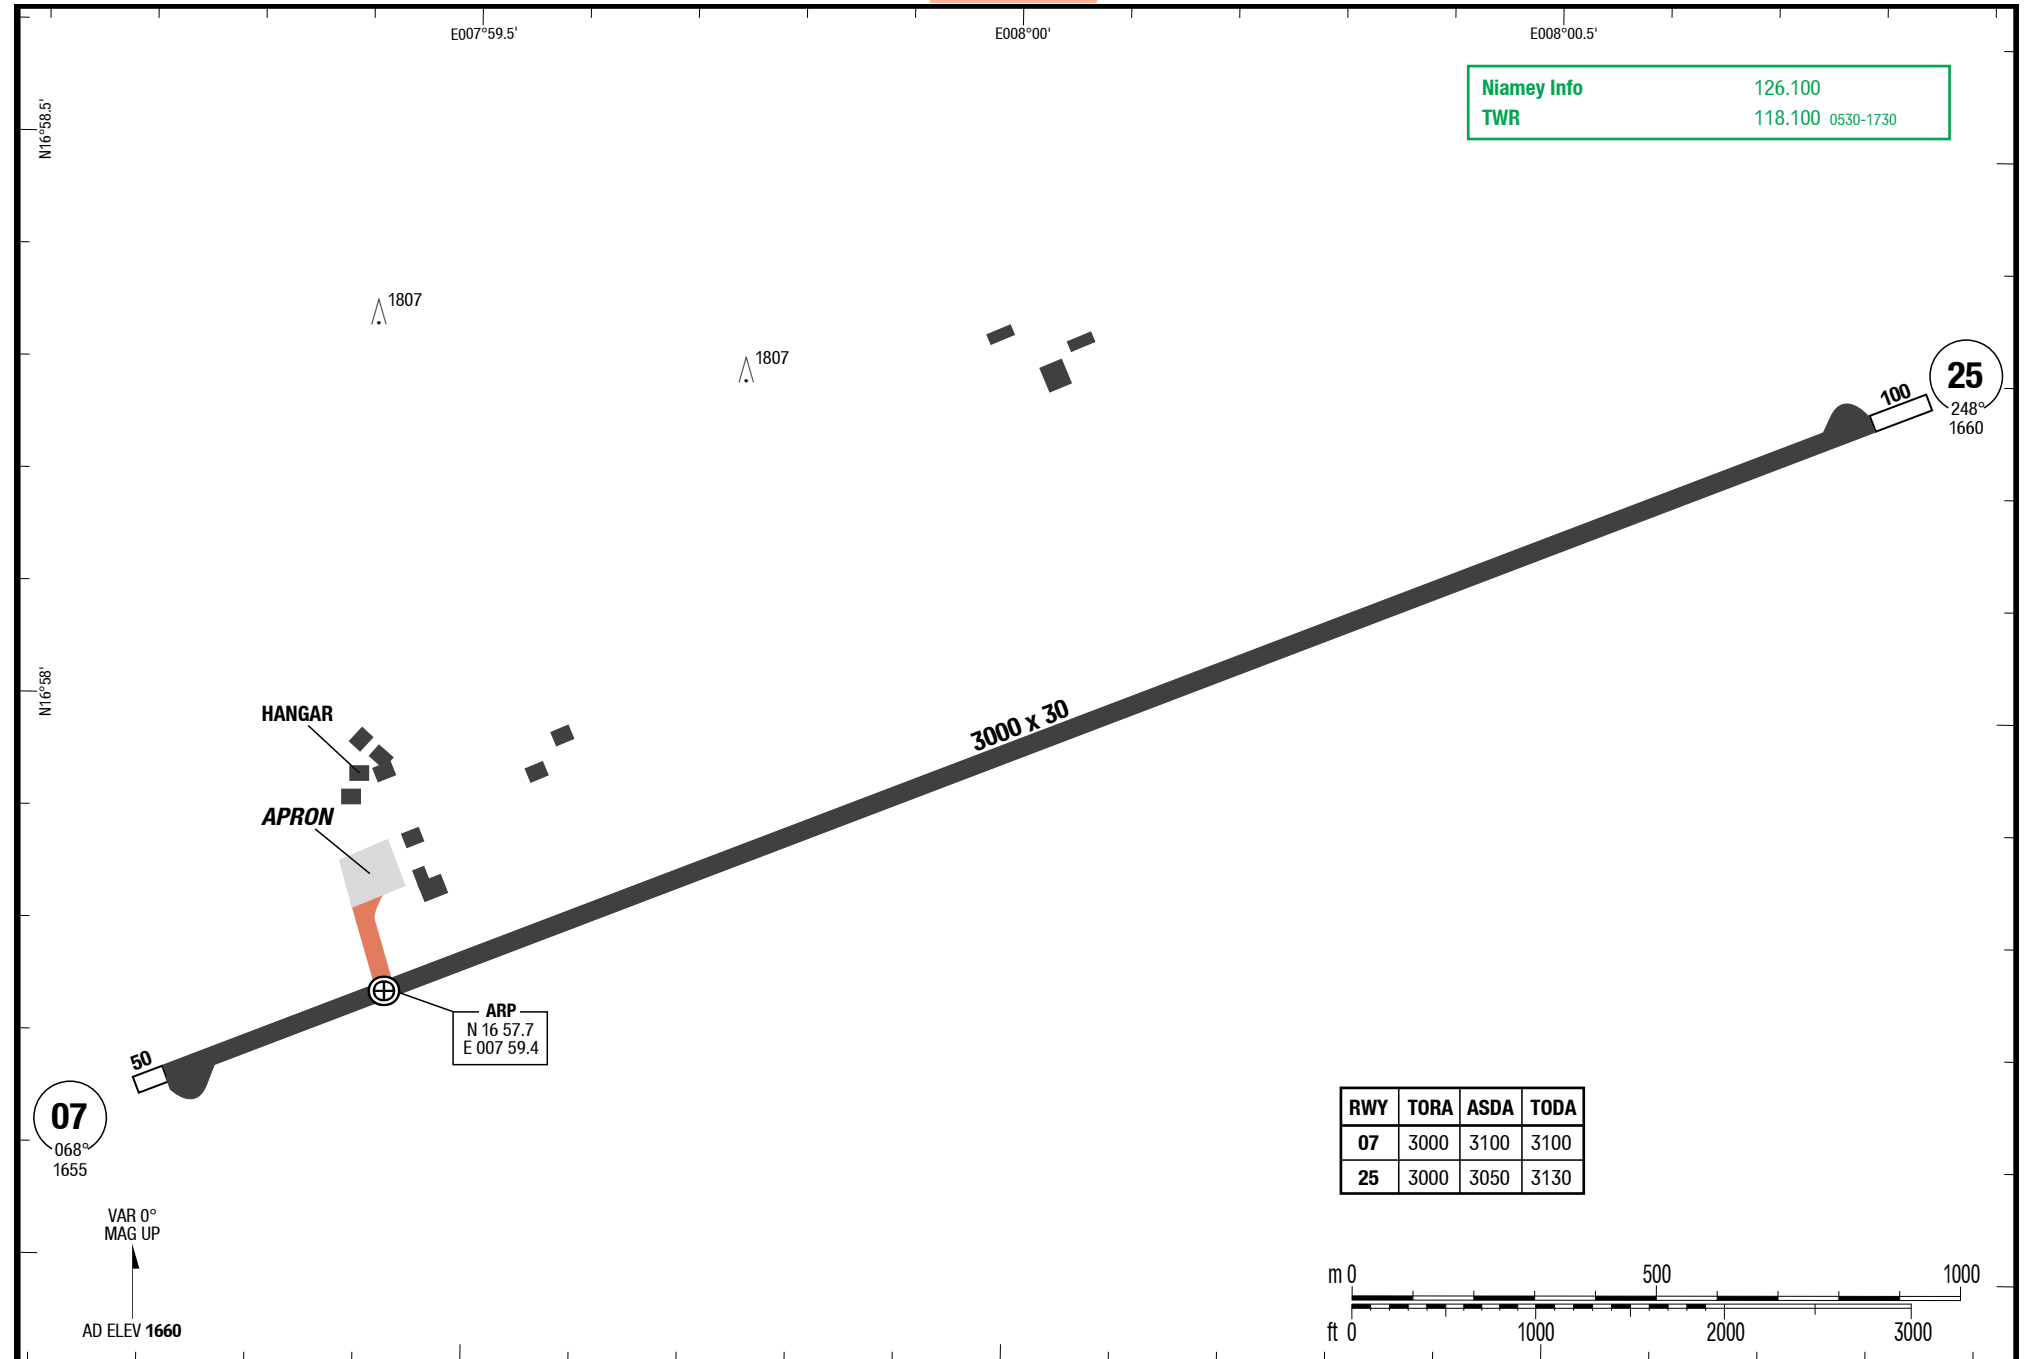 E007°59.5'
E008°00'
E008°00.5'
Niamey Info 126.100
TWR 118.100 0530-1730
N16°58.5'
1807
1807
25
248°
1660
100
N16°58'
HANGAR
3000 x 30
APRON
ARP
N 16 57.7
E 007 59.4
50
07
068°
1655
RWY TORA ASDA TODA
07 3000 3100 3100
25 3000 3050 3130
VAR 0°
MAG UP
AD ELEV 1660
m 0 500 1000
ft 0 1000 2000 3000